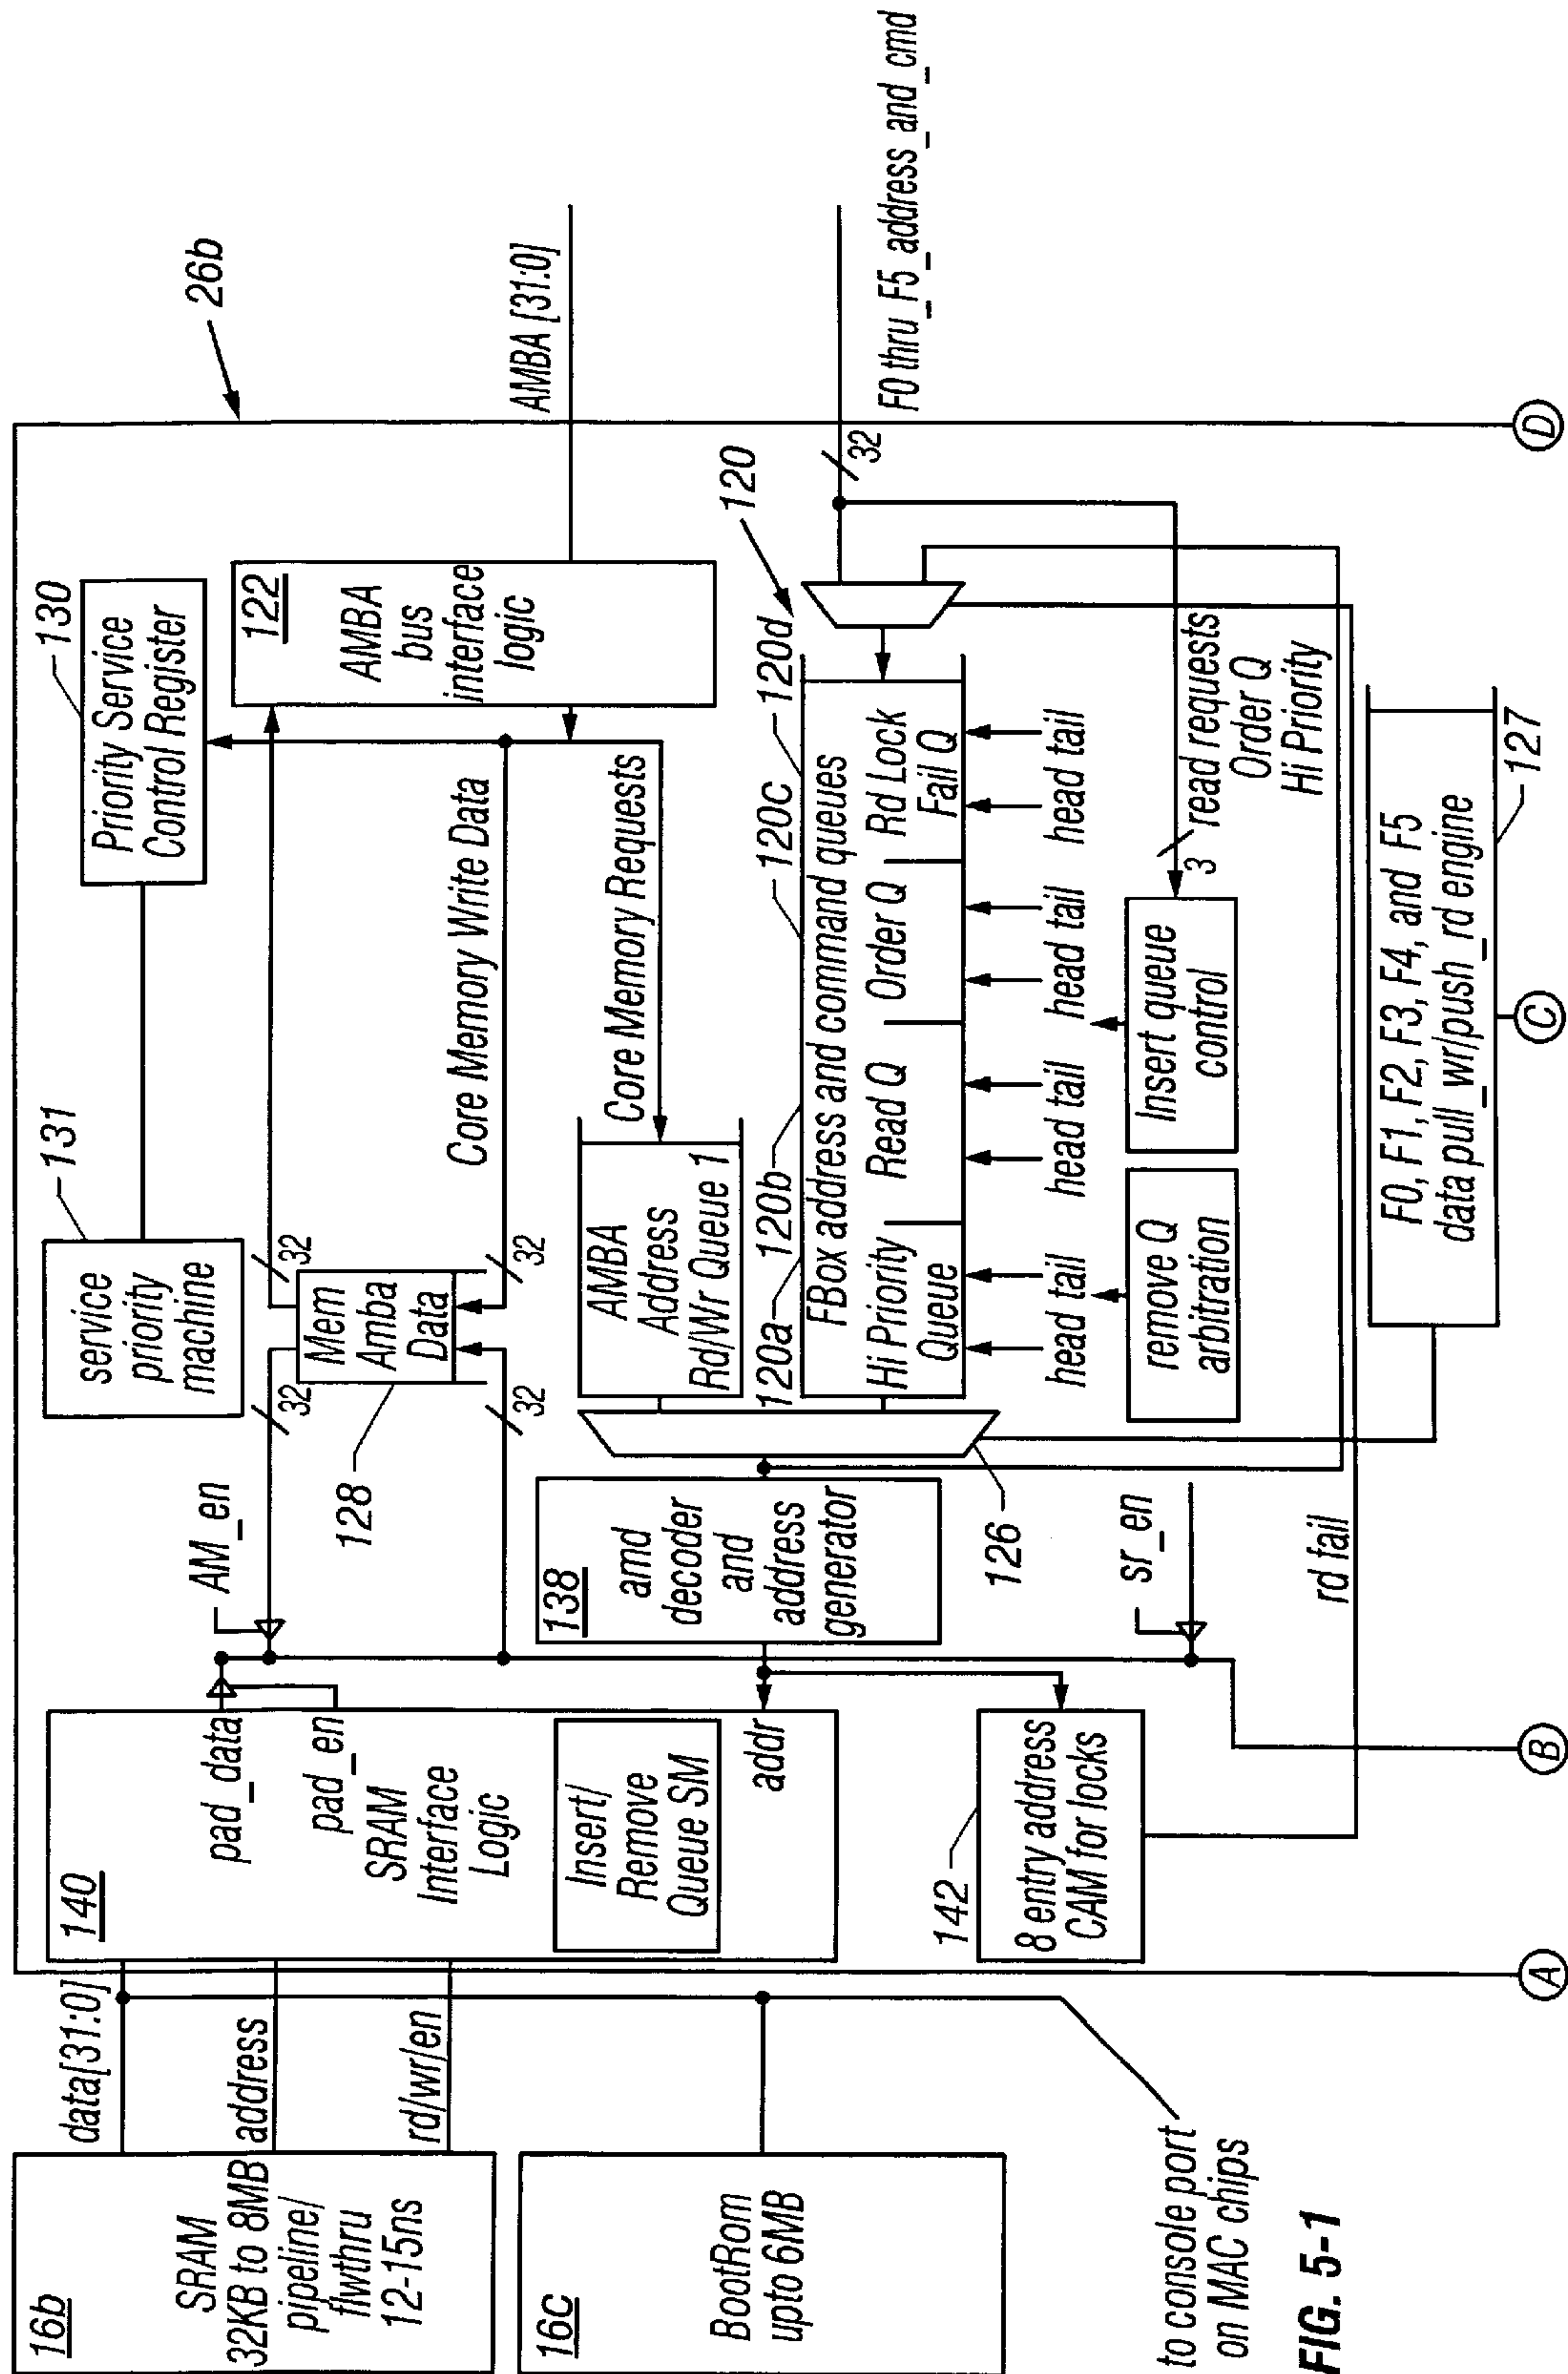 26b
16b
SRAM
32KB to 8MB
pipeline/
flwthru
12-15ns
data[31:0]
address
rd/wr/en
16c
BootRom
upto 6MB
to console port
on MAC chips
140
pad_data
pad_en
SRAM
Interface
Logic
Insert/
Remove
Queue SM
addr
142
8 entry address
CAM for locks
AM_en
sr_en
131
service
priority
machine
130
Priority Service
Control Register
32
32
32
32
Mem
Amba
Data
128
Core Memory Write Data
122
AMBA
bus
interface
logic
AMBA [31:0]
Core Memory Requests
AMBA
Address
Rd/Wr Queue 1
138
amd
decoder
and
address
generator
126
120
120a
120b
120c
120d
FBox address and command queues
Hi Priority
Queue
Read Q
Order Q
Rd Lock
Fail Q
head tail
head tail
head tail
head tail
32
F0 thru_F5_address_and_cmd
remove Q
arbitration
Insert queue
control
3
read requests
Order Q
Hi Priority
rd fail
F0, F1, F2, F3, F4, and F5
data pull_wr/push_rd engine
127
A
B
C
D
FIG. 5-1